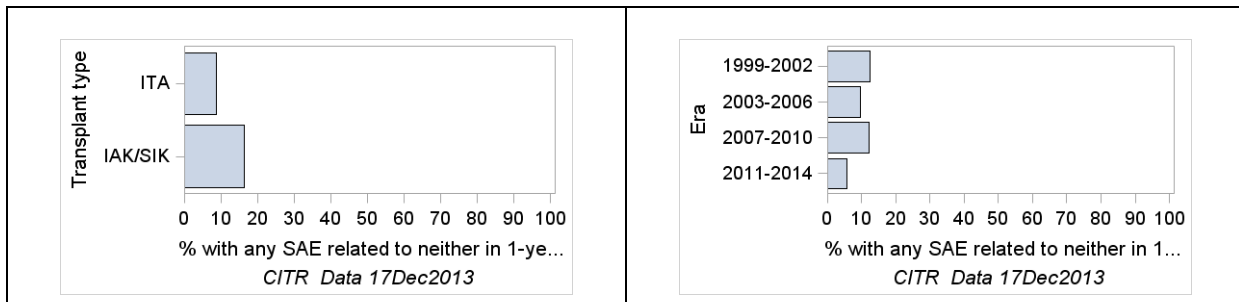 Transplant type
ITA
IAK/SIK
0 10 20 30 40 50 60 70 80 90 100
% with any SAE related to neither in 1-ye...
CITR Data 17Dec2013
Era
1999-2002
2003-2006
2007-2010
2011-2014
0 10 20 30 40 50 60 70 80 90 100
% with any SAE related to neither in 1...
CITR Data 17Dec2013